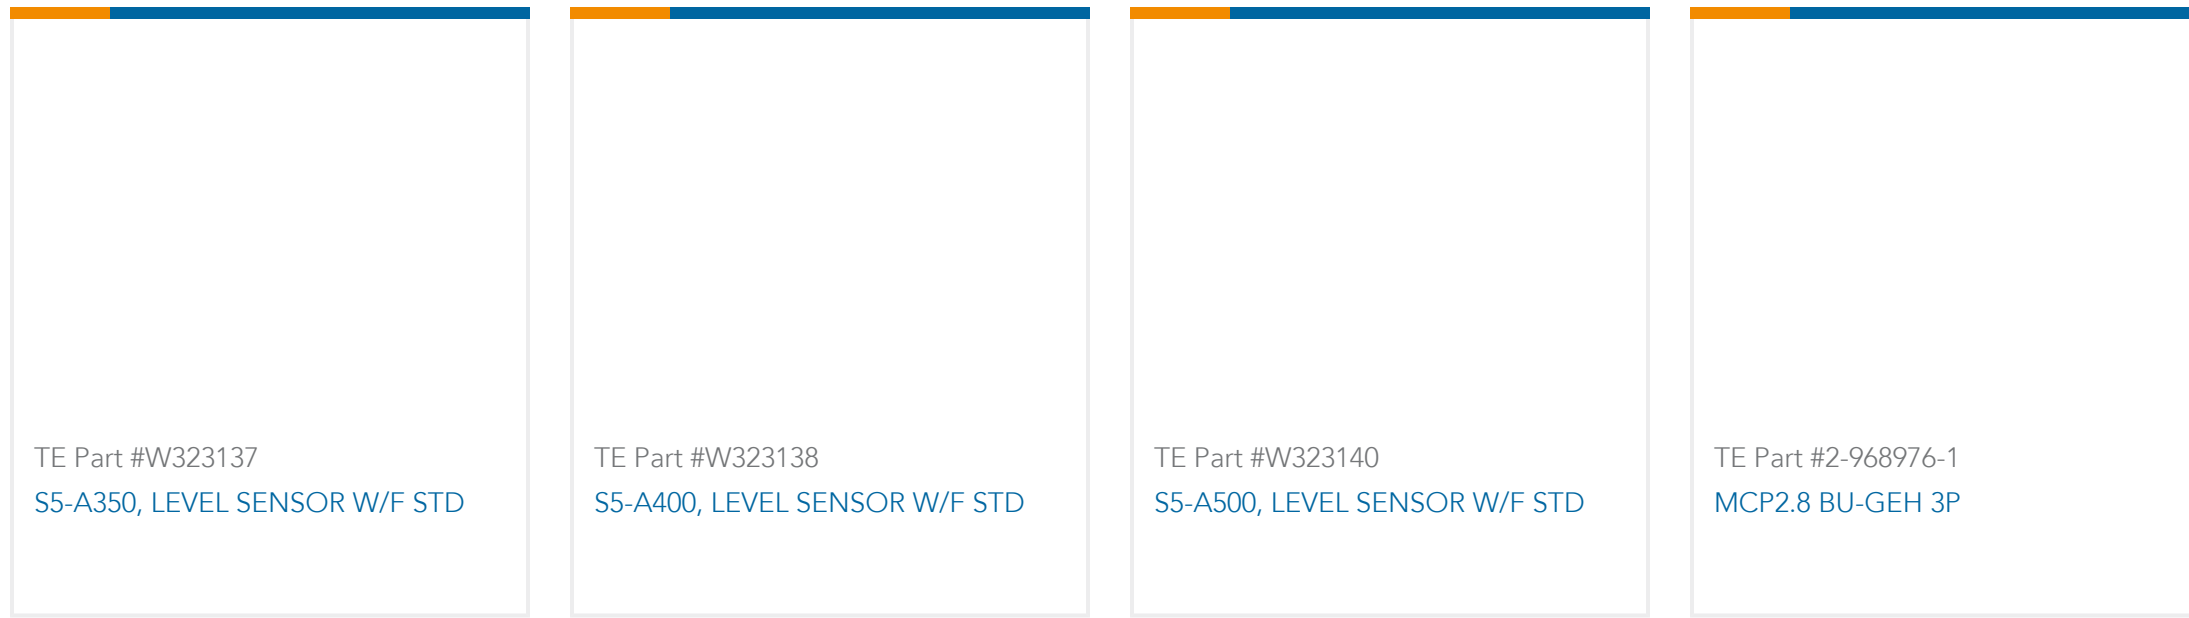 TE Part #W323137
S5-A350, LEVEL SENSOR W/F STD
TE Part #W323138
S5-A400, LEVEL SENSOR W/F STD
TE Part #W323140
S5-A500, LEVEL SENSOR W/F STD
TE Part #2-968976-1
MCP2.8 BU-GEH 3P